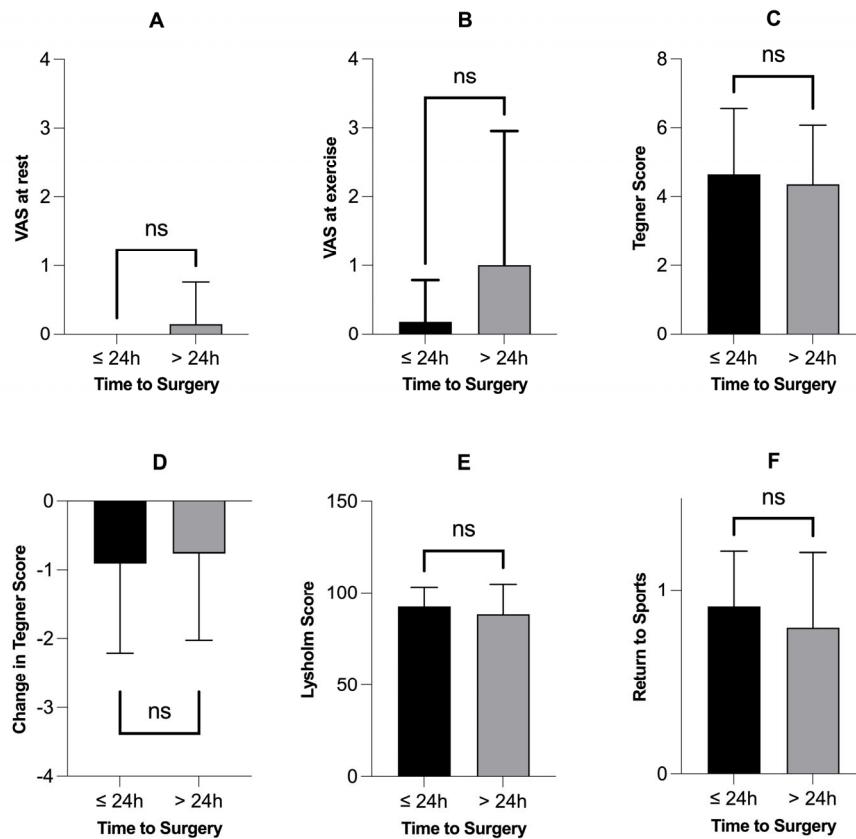 A
4
3
2
1
0
VAS at rest
ns
≤ 24h
> 24h
Time to Surgery
B
4
3
2
1
0
VAS at exercise
ns
≤ 24h
> 24h
Time to Surgery
C
8
6
4
2
0
Tegner Score
ns
≤ 24h
> 24h
Time to Surgery
D
0
-1
-2
-3
-4
Change in Tegner Score
ns
≤ 24h
> 24h
Time to Surgery
E
150
100
50
0
Lysholm Score
ns
≤ 24h
> 24h
Time to Surgery
F
1
0
Return to Sports
ns
≤ 24h
> 24h
Time to Surgery